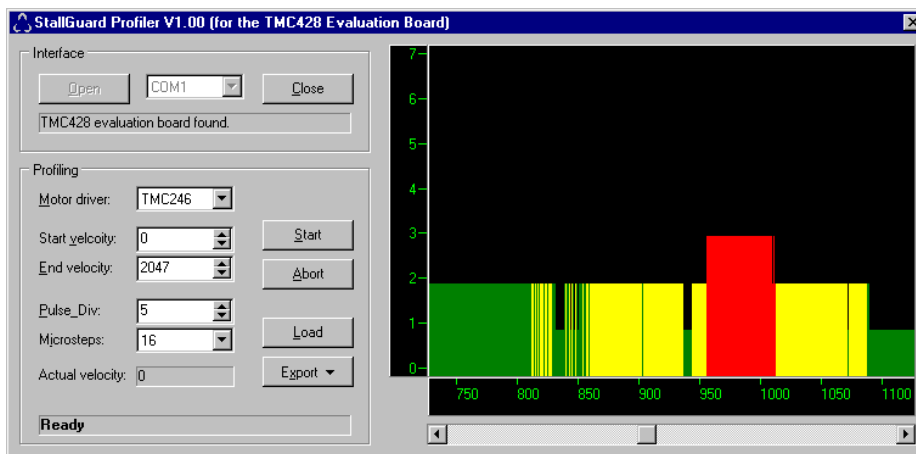 StallGuard Profiler V1.00 (for the TMC428 Evaluation Board)
Interface
Open
COM1
Close
TMC428 evaluation board found.
Profiling
Motor driver:
TMC246
Start velcoity:
0
Start
End velocity:
2047
Abort
Pulse_Div:
5
Microsteps:
16
Load
Actual velocity:
0
Export
Ready
7
6
5
4
3
2
1
0
750 800 850 900 950 1000 1050 1100